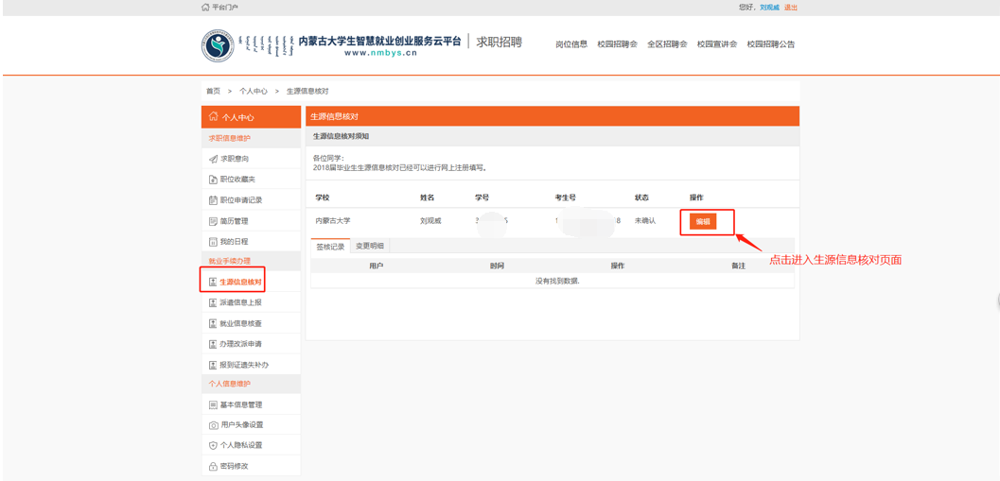 平台门户
您好，刘观威 退出
内蒙古大学生智慧就业创业服务云平台 求职招聘
www.nmbys.cn
岗位信息 校园招聘会 全区招聘会 校园宣讲会 校园招聘公告
首页 > 个人中心 > 生源信息核对
个人中心
求职信息维护
求职意向
职位收藏夹
职位申请记录
简历管理
我的日程
就业手续办理
生源信息核对
派遣信息上报
就业信息核查
办理改派申请
报到证遗失补办
个人信息维护
基本信息管理
用户头像设置
个人隐私设置
密码修改
生源信息核对
生源信息核对须知
各位同学：
2018届毕业生生源信息核对已经可以进行网上注册填写。
学校 姓名 学号 考生号 状态 操作
内蒙古大学 刘观威 未确认 编辑
签核记录 变更明细
用户 时间 操作 备注
没有找到数据.
点击进入生源信息核对页面